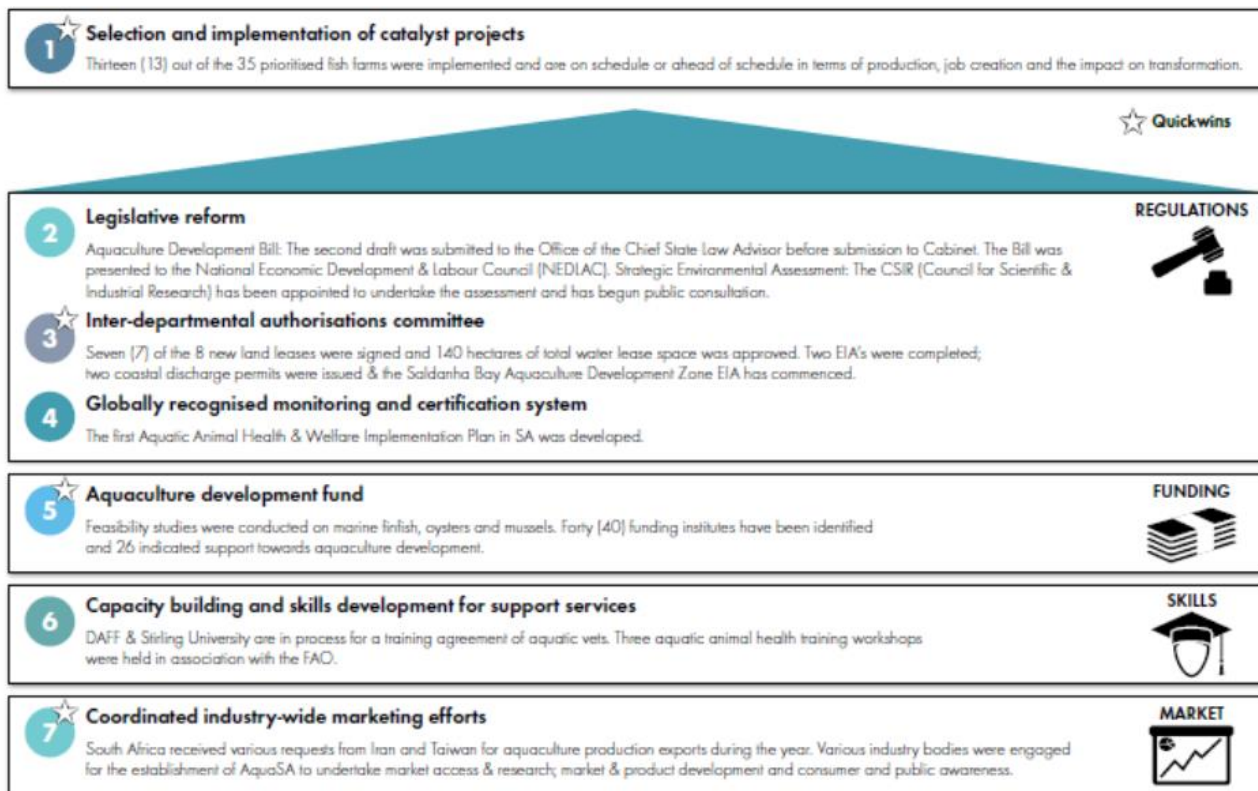 1
Selection and implementation of catalyst projects
Thirteen (13) out of the 35 prioritised fish farms were implemented and are on schedule or ahead of schedule in terms of production, job creation and the impact on transformation.
Quickwins
2
Legislative reform
REGULATIONS
Aquaculture Development Bill: The second draft was submitted to the Office of the Chief State Law Advisor before submission to Cabinet. The Bill was
presented to the National Economic Development & Labour Council (NEDLAC). Strategic Environmental Assessment: The CSIR (Council for Scientific &
Industrial Research) has been appointed to undertake the assessment and has begun public consultation.
3
Inter-departmental authorisations committee
Seven (7) of the 8 new land leases were signed and 140 hectares of total water lease space was approved. Two EIA's were completed;
two coastal discharge permits were issued & the Saldanha Bay Aquaculture Development Zone EIA has commenced.
4
Globally recognised monitoring and certification system
The first Aquatic Animal Health & Welfare Implementation Plan in SA was developed.
5
Aquaculture development fund
FUNDING
Feasibility studies were conducted on marine finfish, oysters and mussels. Forty (40) funding institutes have been identified
and 26 indicated support towards aquaculture development.
6
Capacity building and skills development for support services
SKILLS
DAFF & Stirling University are in process for a training agreement of aquatic vets. Three aquatic animal health training workshops
were held in association with the FAO.
7
Coordinated industry-wide marketing efforts
MARKET
South Africa received various requests from Iran and Taiwan for aquaculture production exports during the year. Various industry bodies were engaged
for the establishment of AquaSA to undertake market access & research; market & product development and consumer and public awareness.